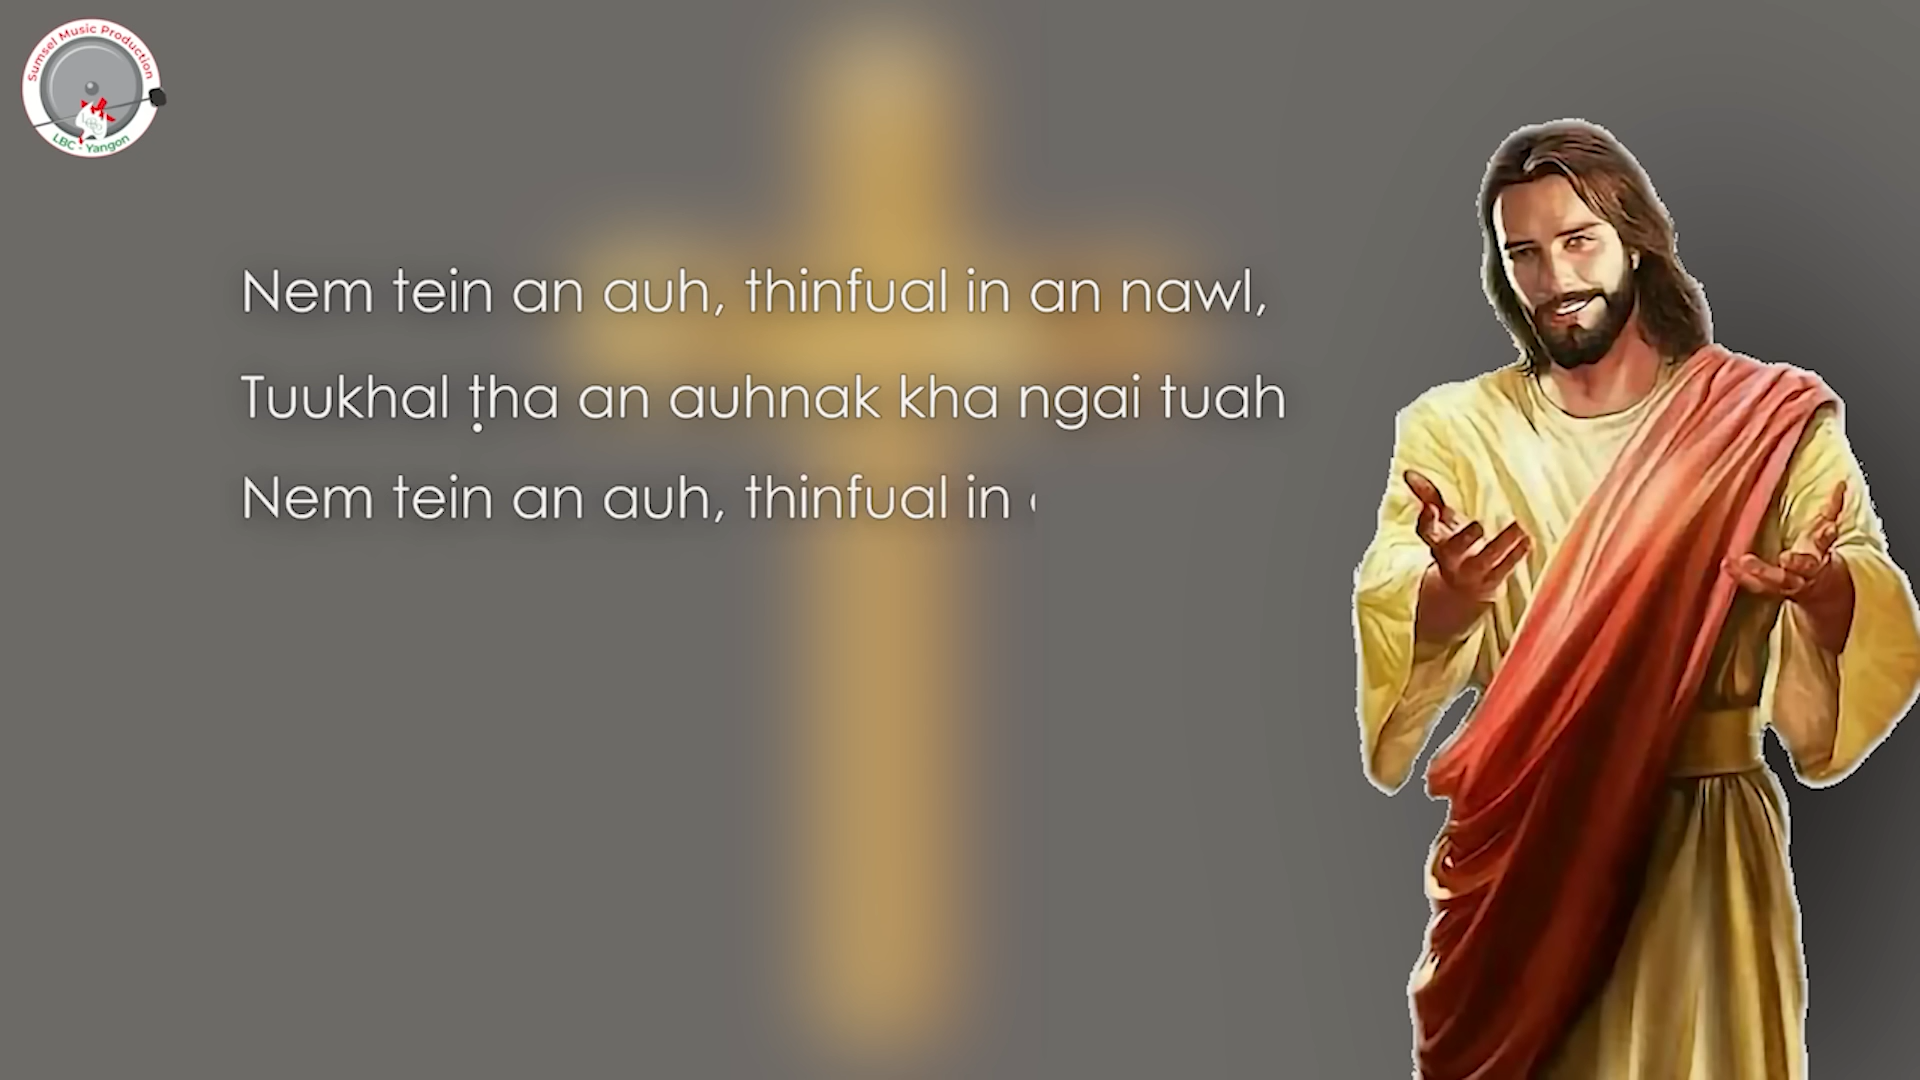 Sumsel Music Production
LBC - Yangon
Nem tein an auh, thinfual in an nawl,
Tuukhal ṭha an auhnak kha ngai tuah
Nem tein an auh, thinfual in